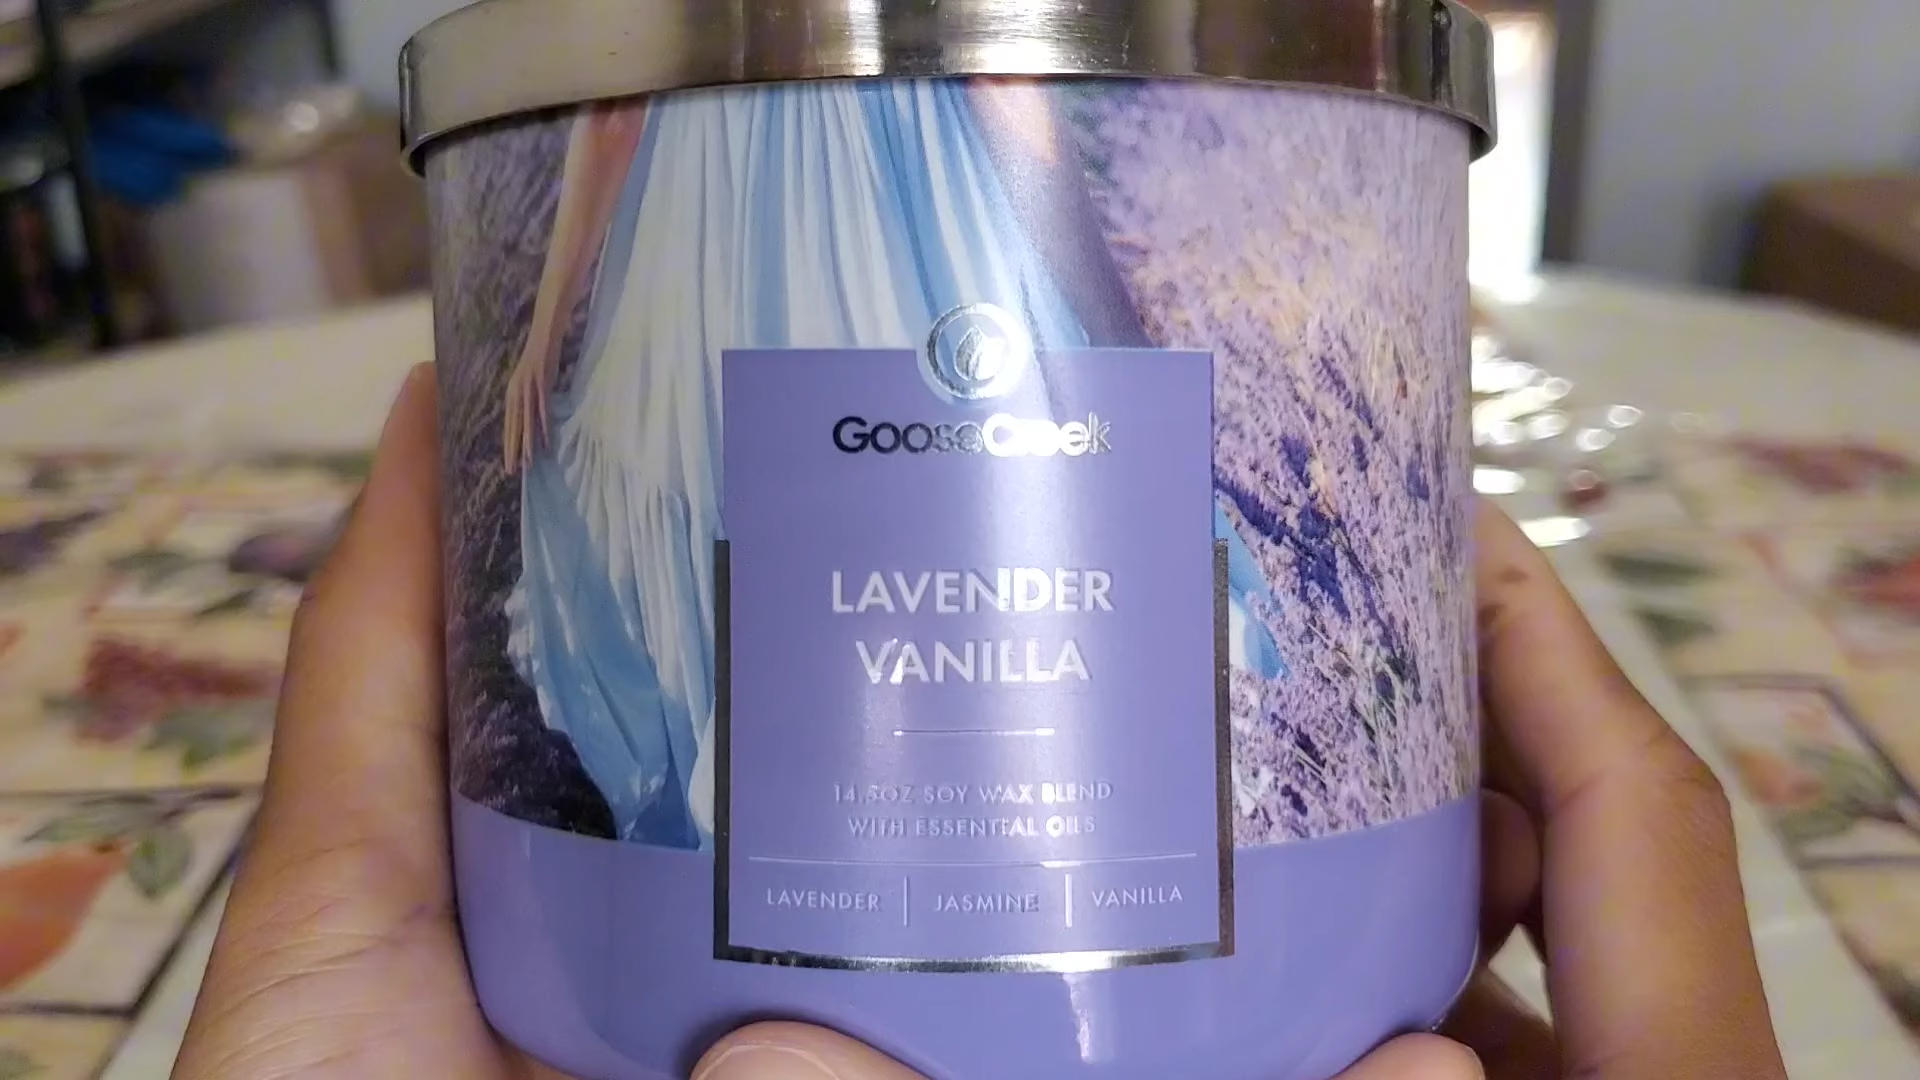 GooseCreek
LAVENDER
VANILLA
14.5OZ SOY WAX BLEND
WITH ESSENTIAL OILS
LAVENDER | JASMINE | VANILLA